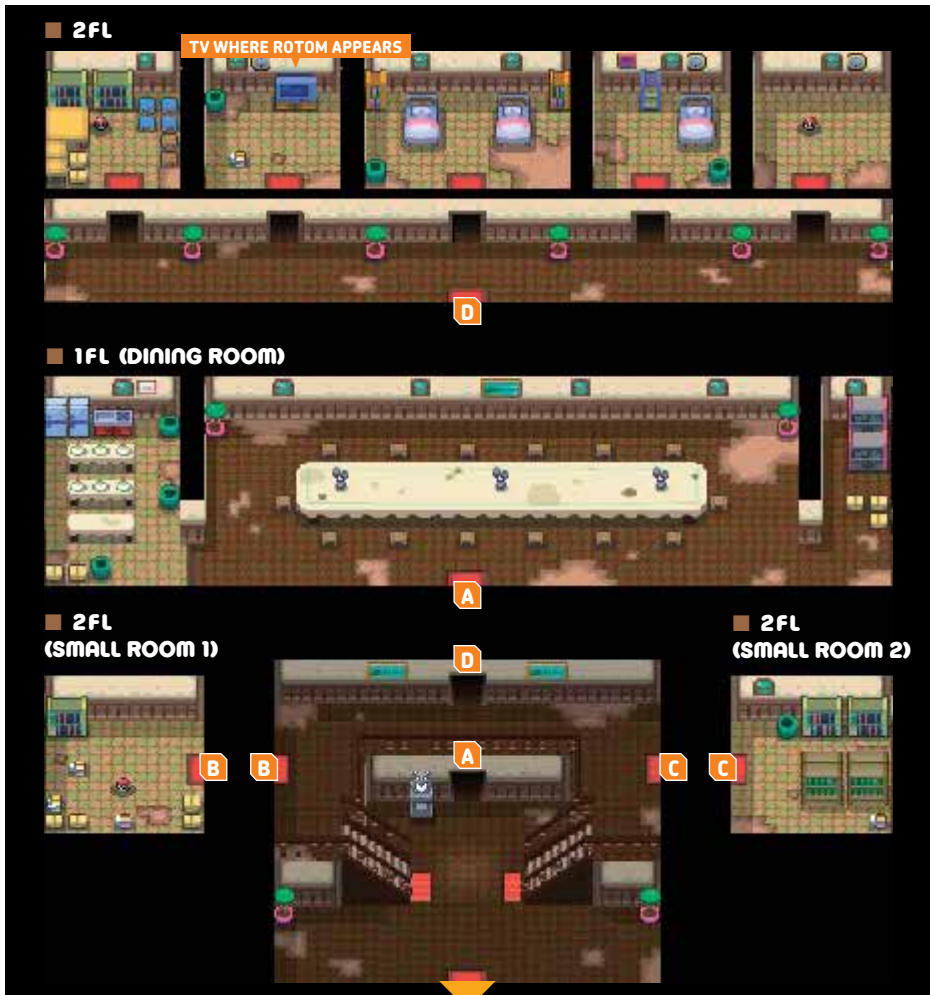 2FL
TV WHERE ROTOM APPEARS
D
1FL (DINING ROOM)
A
2FL
(SMALL ROOM 1)
D
2FL
(SMALL ROOM 2)
A
B
B
C
C